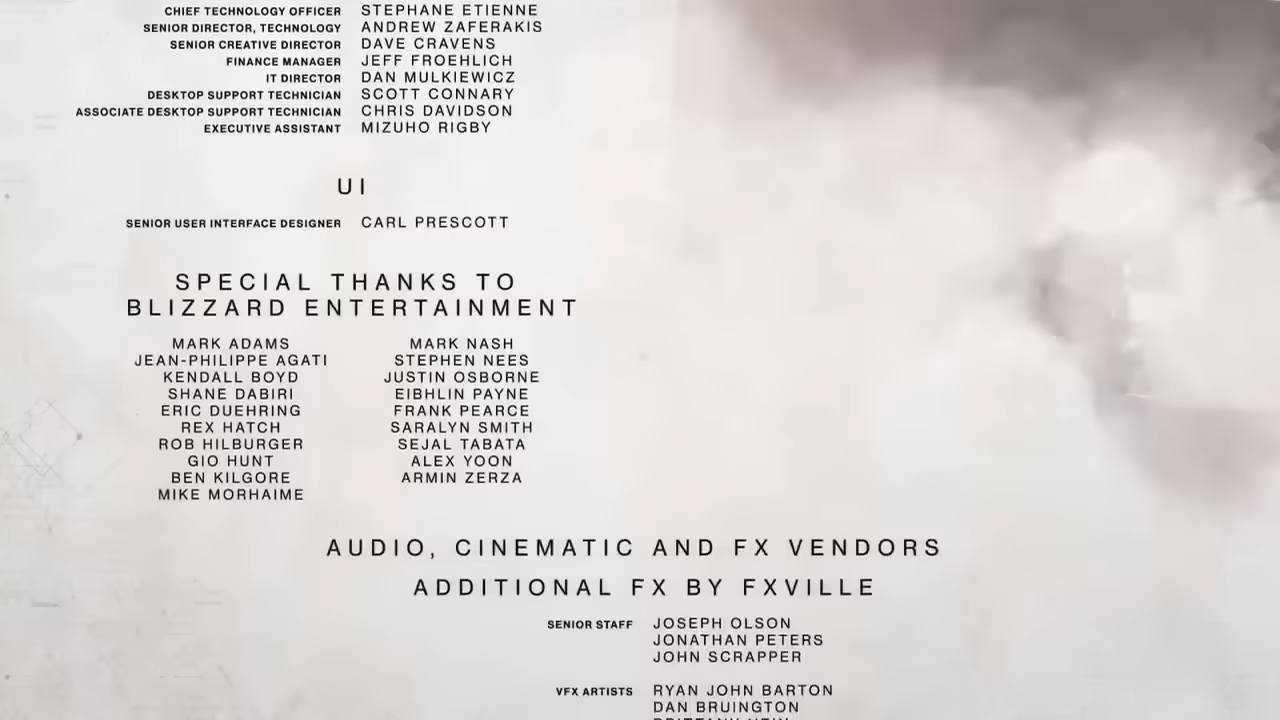 CHIEF TECHNOLOGY OFFICER STEPHANE ETIENNE
SENIOR DIRECTOR, TECHNOLOGY ANDREW ZAFERAKIS
SENIOR CREATIVE DIRECTOR DAVE CRAVENS
FINANCE MANAGER JEFF FROEHLICH
IT DIRECTOR DAN MULKIEWICZ
DESKTOP SUPPORT TECHNICIAN SCOTT CONNARY
ASSOCIATE DESKTOP SUPPORT TECHNICIAN CHRIS DAVIDSON
EXECUTIVE ASSISTANT MIZUHO RIGBY
UI
SENIOR USER INTERFACE DESIGNER CARL PRESCOTT
SPECIAL THANKS TO
BLIZZARD ENTERTAINMENT
MARK ADAMS MARK NASH
JEAN-PHILIPPE AGATI STEPHEN NEES
KENDALL BOYD JUSTIN OSBORNE
SHANE DABIRI EIBHLIN PAYNE
ERIC DUEHRING FRANK PEARCE
REX HATCH SARALYN SMITH
ROB HILBURGER SEJAL TABATA
GIO HUNT ALEX YOON
BEN KILGORE ARMIN ZERZA
MIKE MORHAIME
AUDIO, CINEMATIC AND FX VENDORS
ADDITIONAL FX BY FXVILLE
SENIOR STAFF JOSEPH OLSON
JONATHAN PETERS
JOHN SCRAPPER
VFX ARTISTS RYAN JOHN BARTON
DAN BRUINGTON